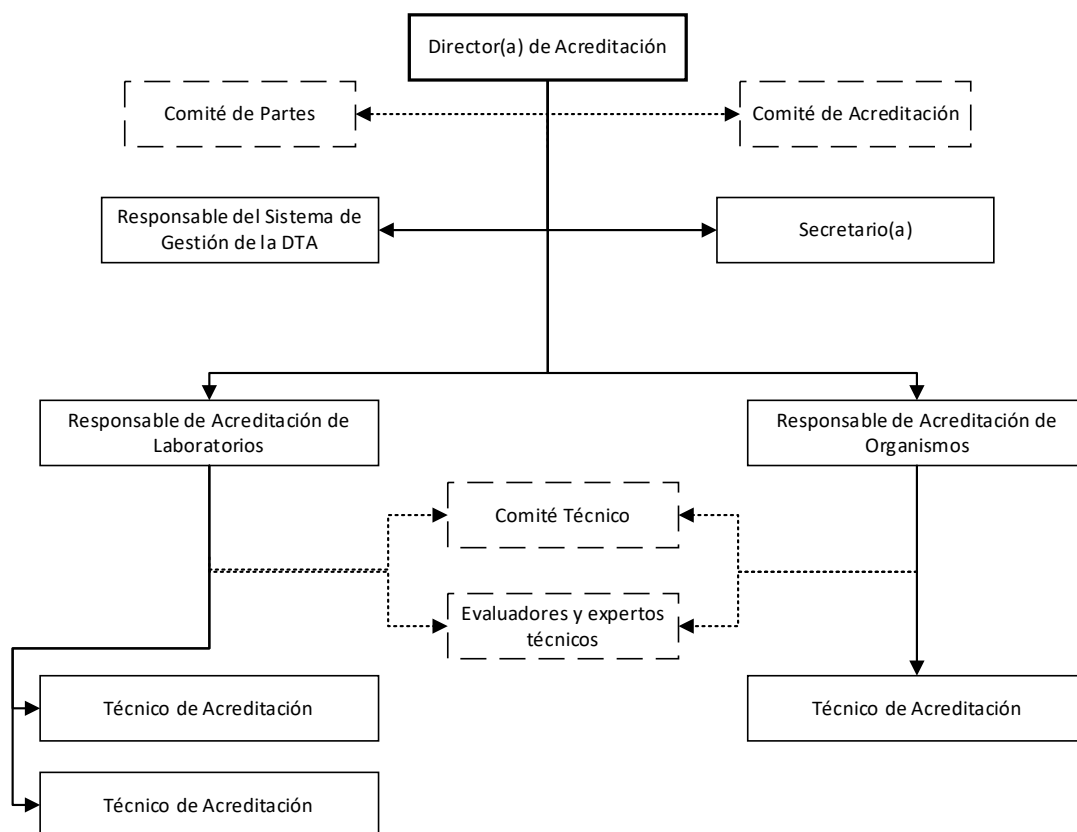 Director(a) de Acreditación
Comité de Partes
Comité de Acreditación
Responsable del Sistema de
Gestión de la DTA
Secretario(a)
Responsable de Acreditación de
Laboratorios
Responsable de Acreditación de
Organismos
Comité Técnico
Evaluadores y expertos
técnicos
Técnico de Acreditación
Técnico de Acreditación
Técnico de Acreditación